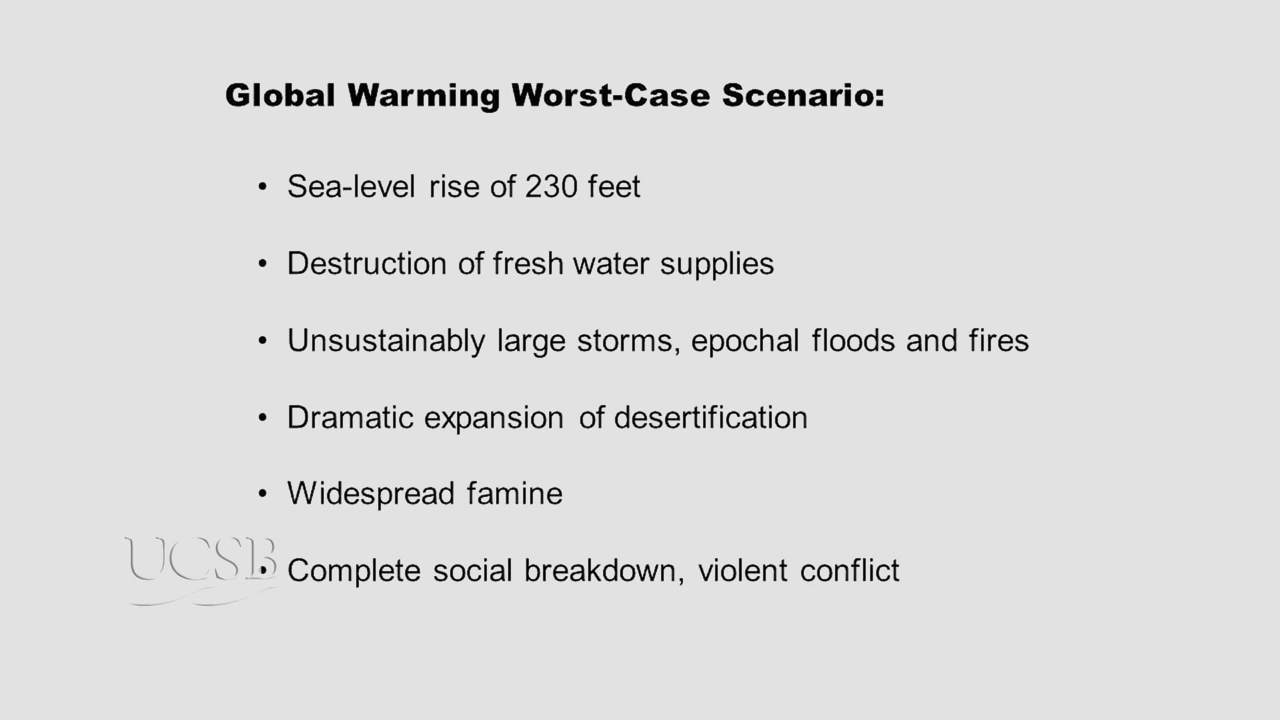 Global Warming Worst-Case Scenario:
• Sea-level rise of 230 feet
• Destruction of fresh water supplies
• Unsustainably large storms, epochal floods and fires
• Dramatic expansion of desertification
• Widespread famine
UCSB
• Complete social breakdown, violent conflict